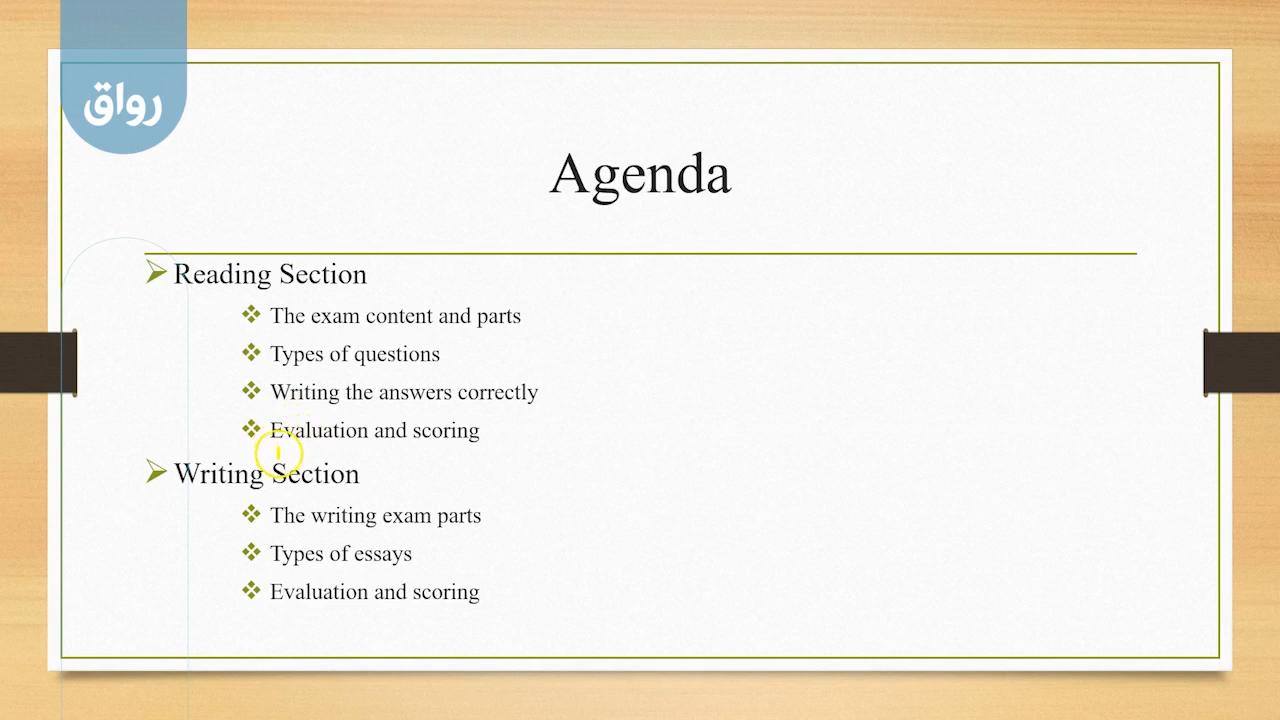 رواق
Agenda
Reading Section
The exam content and parts
Types of questions
Writing the answers correctly
Evaluation and scoring
Writing Section
The writing exam parts
Types of essays
Evaluation and scoring